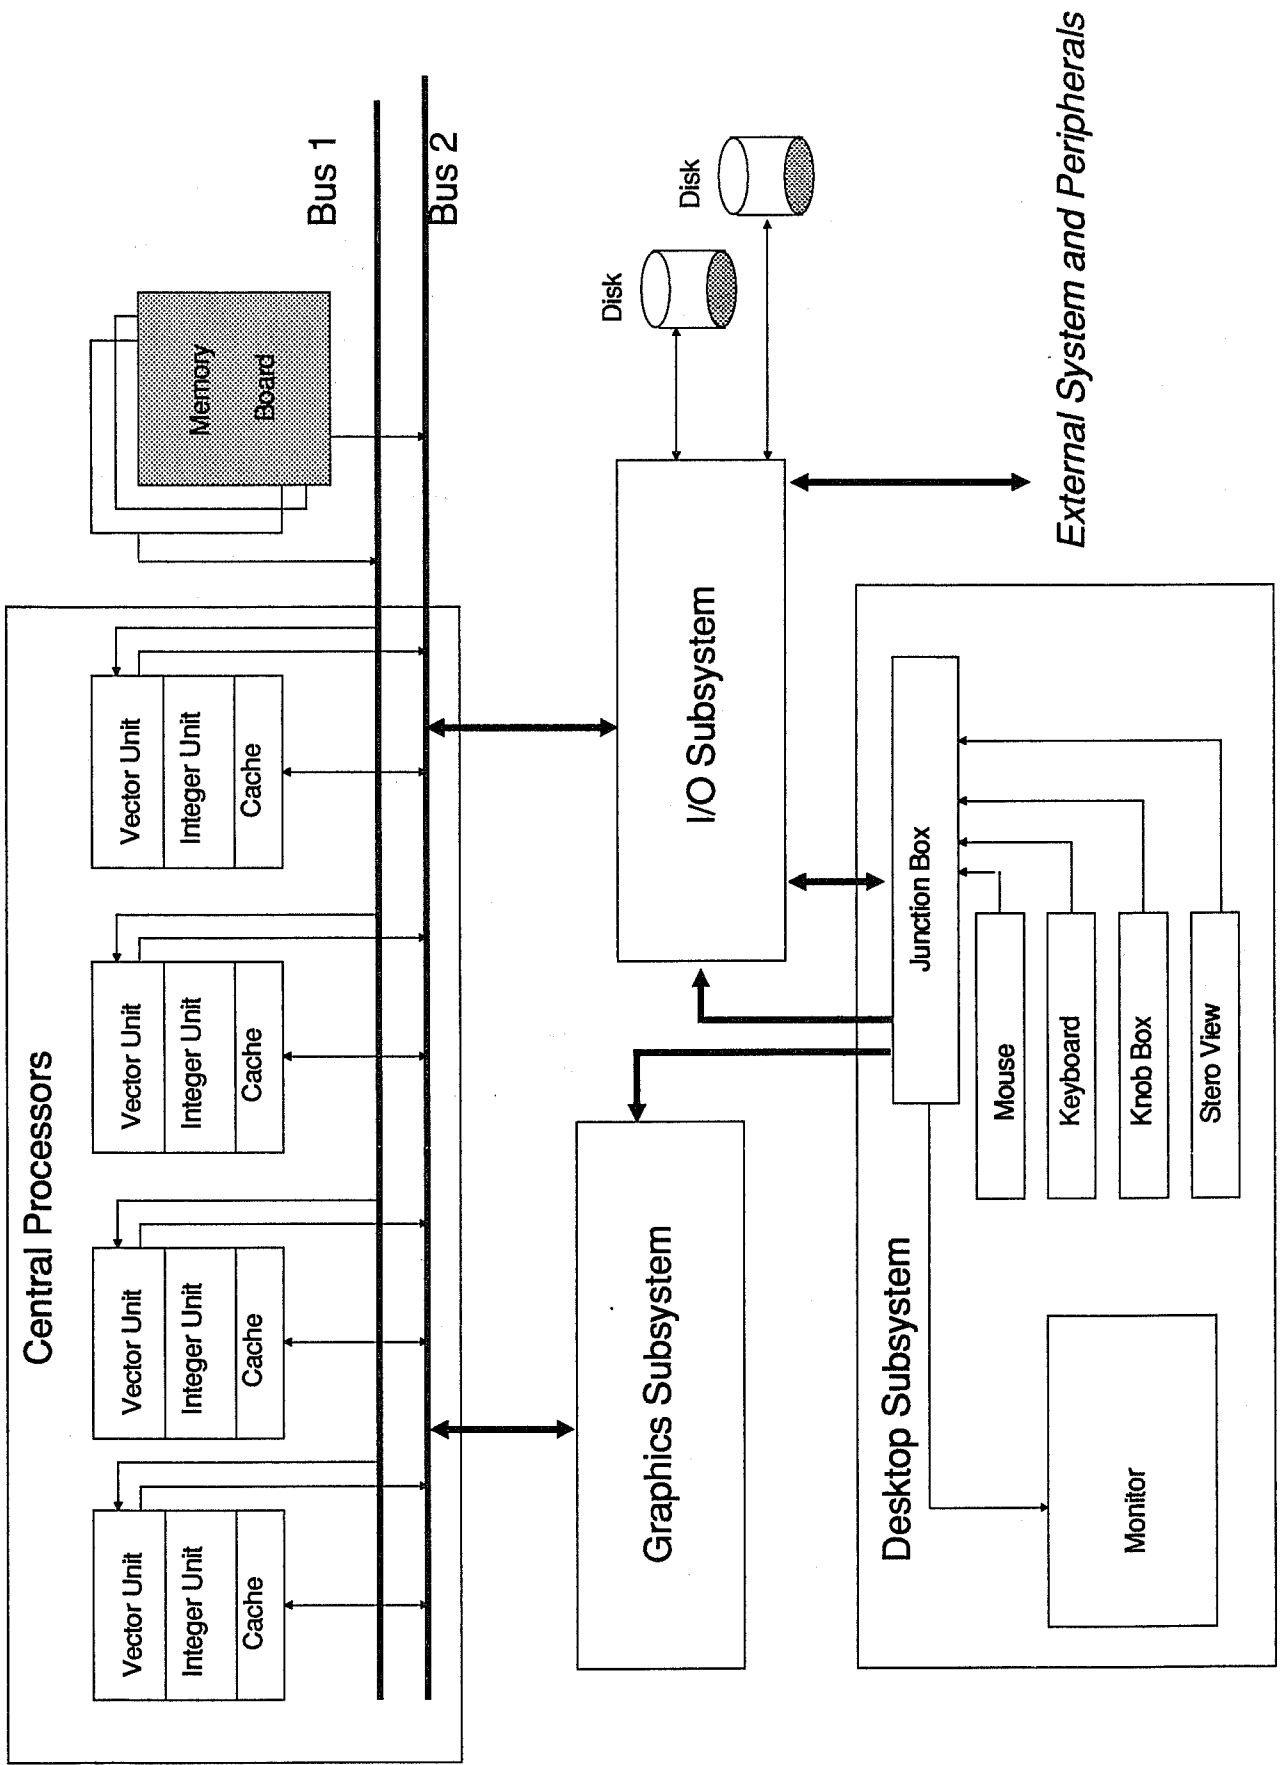 Central Processors
Vector Unit
Integer Unit
Cache
Vector Unit
Integer Unit
Cache
Vector Unit
Integer Unit
Cache
Vector Unit
Integer Unit
Cache
Memory
Board
Bus 1
Bus 2
Graphics Subsystem
I/O Subsystem
Disk
Disk
Desktop Subsystem
Monitor
Junction Box
Mouse
Keyboard
Knob Box
Stero View
External System and Peripherals